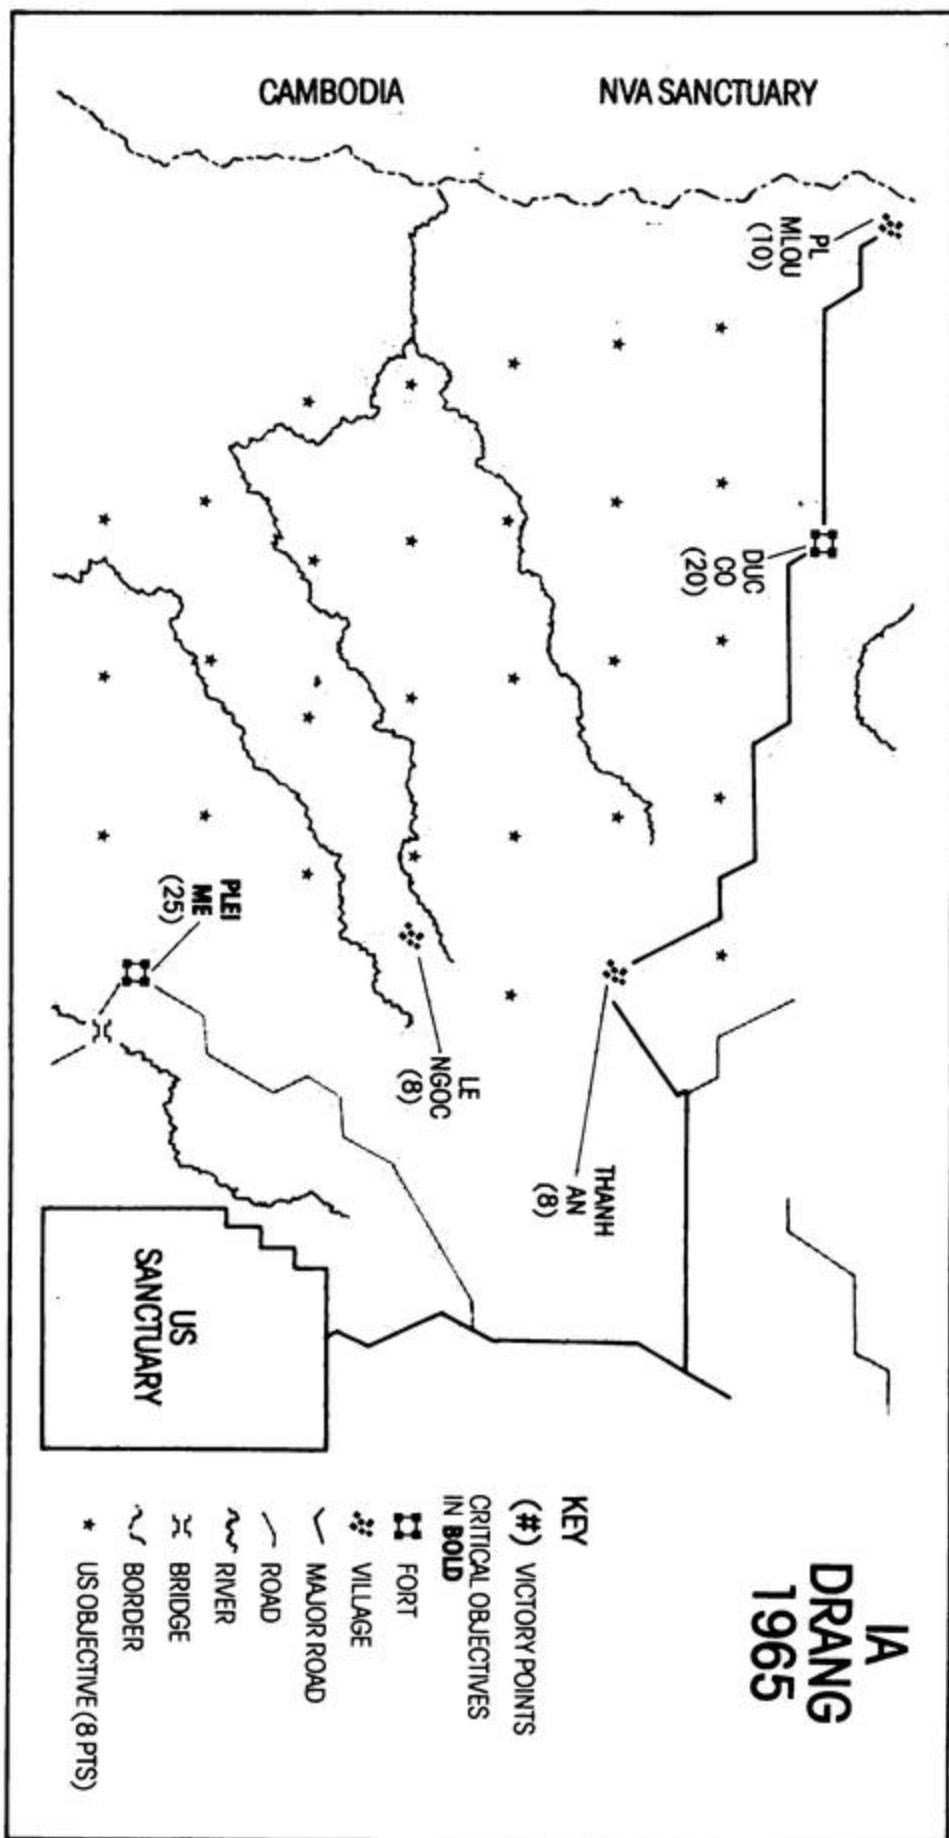 IA
DRANG
1965
NVA SANCTUARY
CAMBODIA
PL
MLOU
(10)
DUC
CO
(20)
THANH
AN
(8)
LE
NGOC
(8)
PLEI
ME
(25)
US
SANCTUARY
KEY
(#) VICTORY POINTS
CRITICAL OBJECTIVES
IN BOLD
FORT
VILLAGE
MAJOR ROAD
ROAD
RIVER
BRIDGE
BORDER
* US OBJECTIVE (8 PTS)